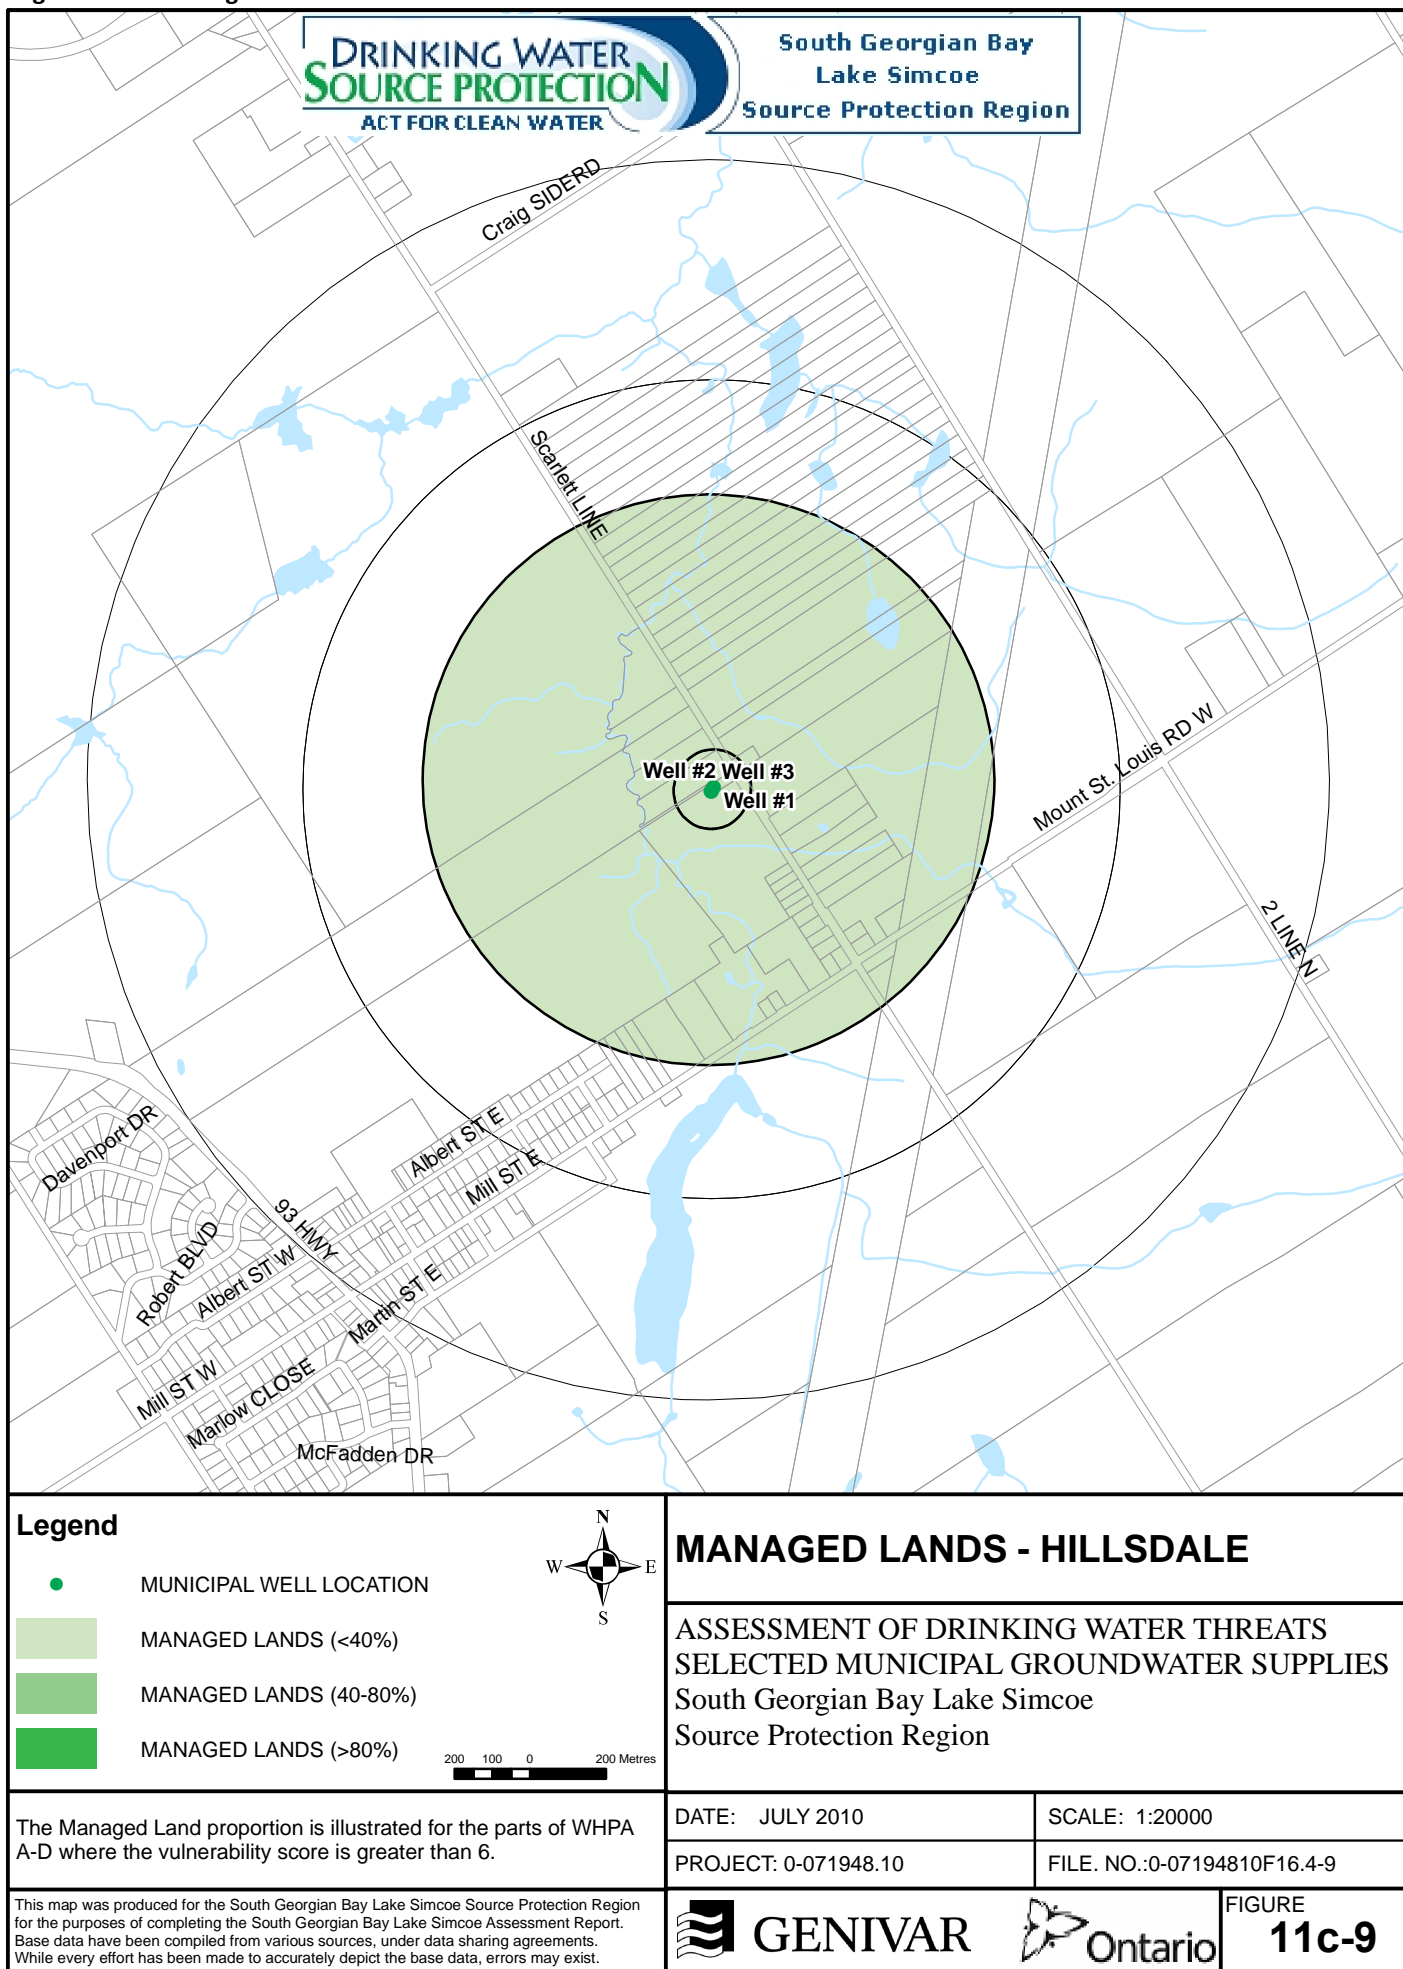 DRINKING WATER
SOURCE PROTECTION
ACT FOR CLEAN WATER
South Georgian Bay
Lake Simcoe
Source Protection Region
Craig SIDERD
Scarlett LINE
Well #2 Well #3
Well #1
Mount St. Louis RD W
2 LINE N
Davenport DR
Albert ST E
Mill ST E
93 HWY
Robert BLVD
Albert ST W
Martin ST E
Mill ST W
Marlow CLOSE
McFadden DR
Legend
N
W E
S
MUNICIPAL WELL LOCATION
MANAGED LANDS (<40%)
MANAGED LANDS (40-80%)
MANAGED LANDS (>80%)
200 100 0 200 Metres
MANAGED LANDS - HILLSDALE
ASSESSMENT OF DRINKING WATER THREATS
SELECTED MUNICIPAL GROUNDWATER SUPPLIES
South Georgian Bay Lake Simcoe
Source Protection Region
The Managed Land proportion is illustrated for the parts of WHPA
A-D where the vulnerability score is greater than 6.
DATE: JULY 2010
SCALE: 1:20000
PROJECT: 0-071948.10
FILE. NO.:0-07194810F16.4-9
This map was produced for the South Georgian Bay Lake Simcoe Source Protection Region
for the purposes of completing the South Georgian Bay Lake Simcoe Assessment Report.
Base data have been compiled from various sources, under data sharing agreements.
While every effort has been made to accurately depict the base data, errors may exist.
GENIVAR
Ontario
FIGURE
11c-9